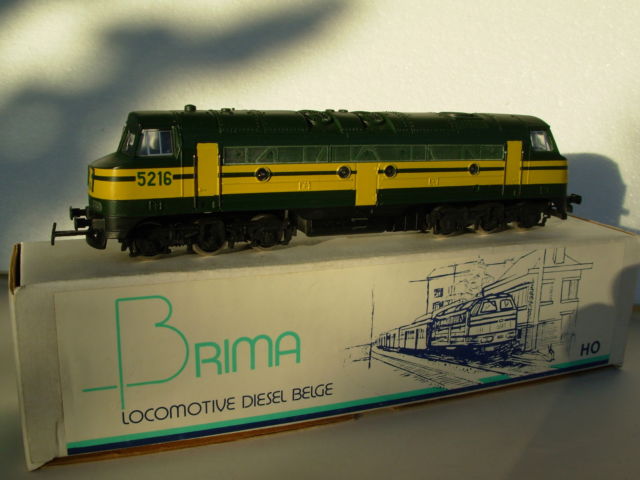 5216
BRIMA
LOCOMOTIVE DIESEL BELGE
HO